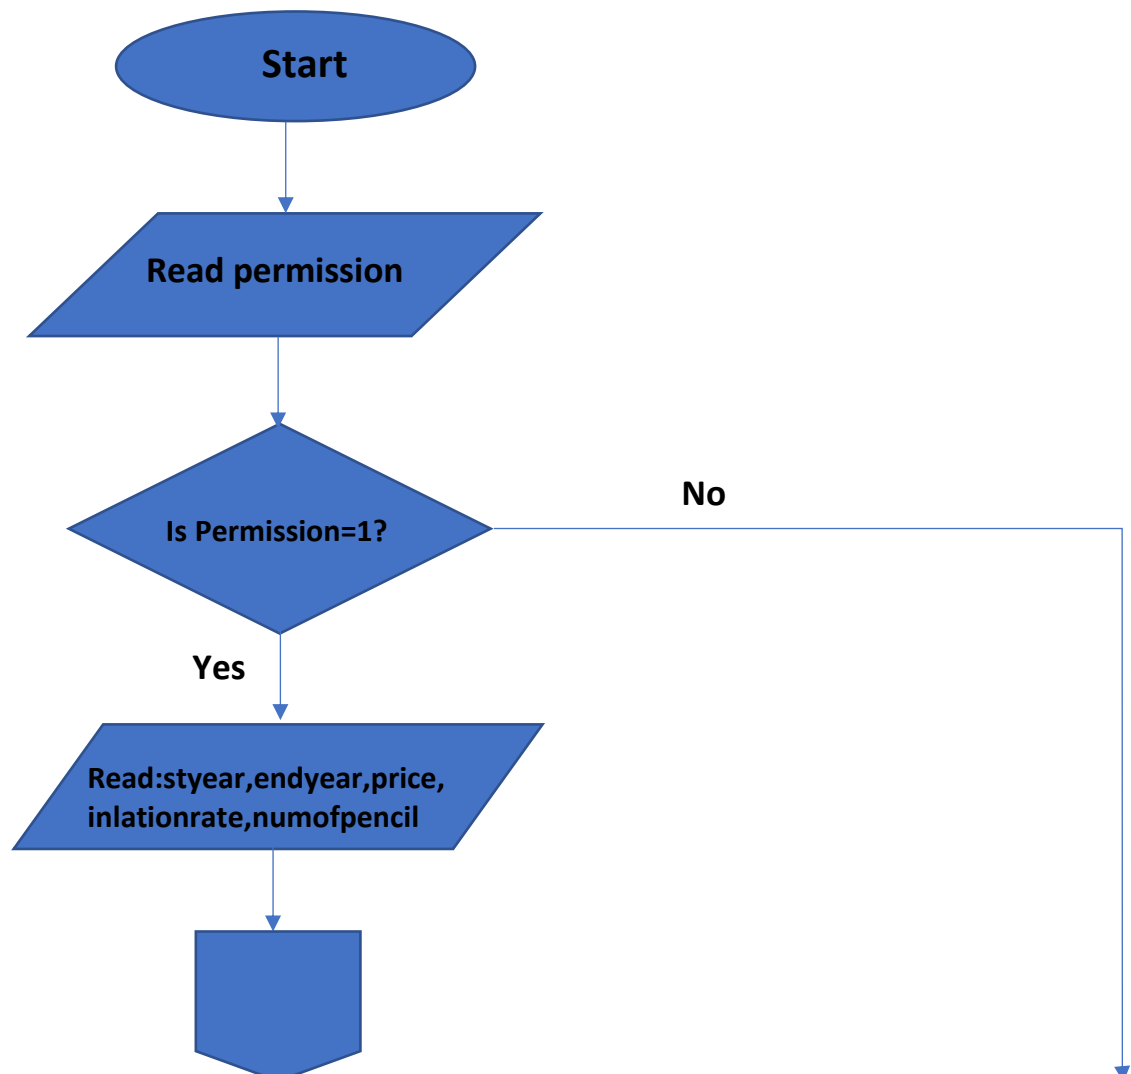 Start
Read permission
Is Permission=1?
No
Yes
Read:styear,endyear,price,
inlationrate,numofpencil